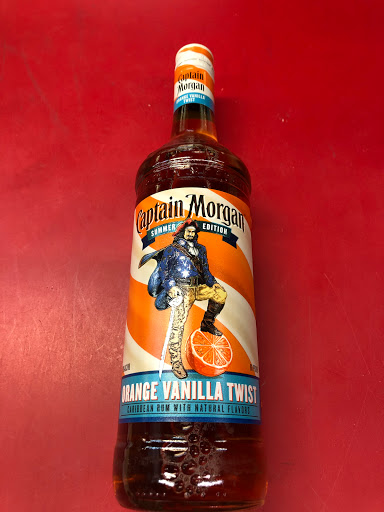 Captain
Morgan
ORANGE VANILLA
TWIST
Captain Morgan
SUMMER EDITION
ORANGE VANILLA TWIST
CARIBBEAN RUM WITH NATURAL FLAVORS